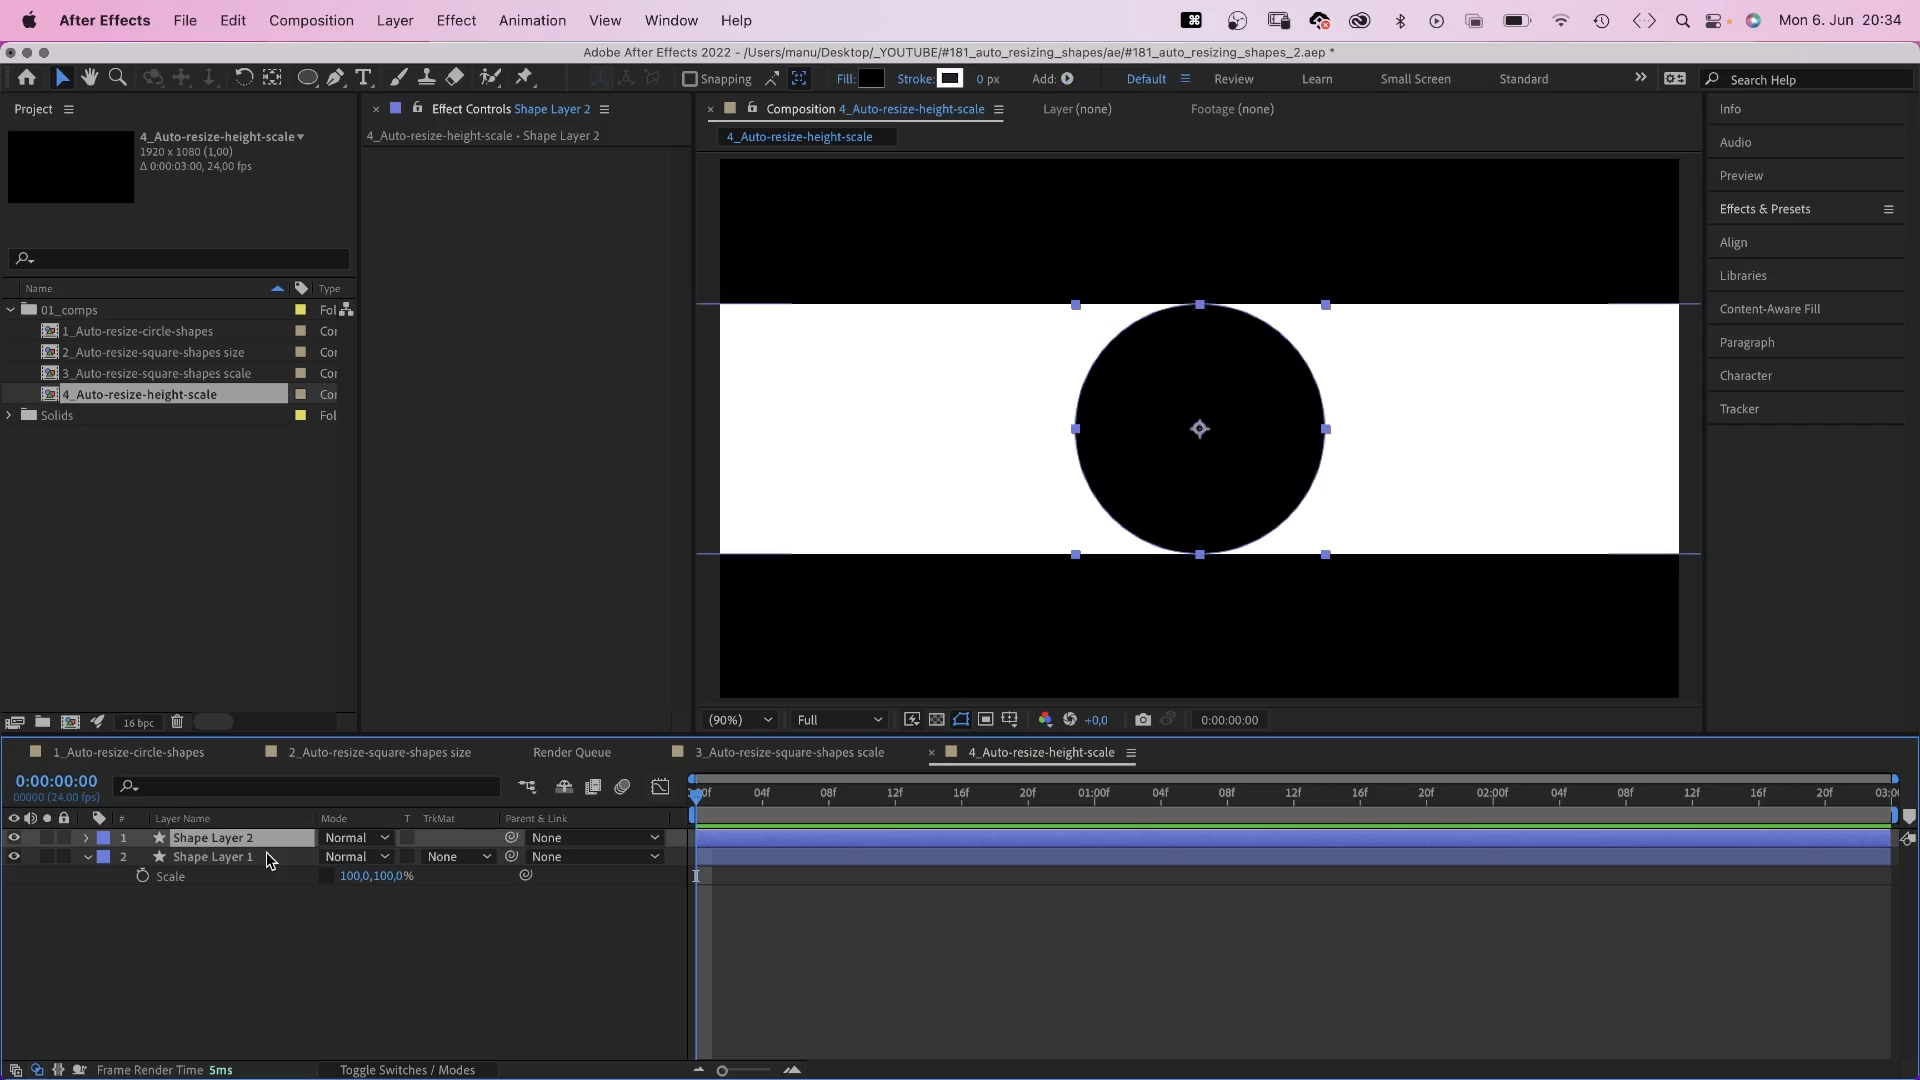 After Effects File Edit Composition Layer Effect Animation View Window Help Mon 6. Jun 20:34
Adobe After Effects 2022 - /Users/manu/Desktop/_YOUTUBE/#181_auto_resizing_shapes/ae/#181_auto_resizing_shapes_2.aep *
Snapping Fill: Stroke: 0 px Add: Default Review Learn Small Screen Standard Search Help
Project
Effect Controls Shape Layer 2
Composition 4_Auto-resize-height-scale Layer (none) Footage (none)
4_Auto-resize-height-scale
1920 x 1080 (1,00)
Δ 0:00:03:00, 24,00 fps
4_Auto-resize-height-scale • Shape Layer 2
4_Auto-resize-height-scale
Name Type
01_comps Fol
1_Auto-resize-circle-shapes Cor
2_Auto-resize-square-shapes size Cor
3_Auto-resize-square-shapes scale Cor
4_Auto-resize-height-scale Cor
Solids Fol
16 bpc
(90%) Full +0,0 0:00:00:00
Info
Audio
Preview
Effects & Presets
Align
Libraries
Content-Aware Fill
Paragraph
Character
Tracker
1_Auto-resize-circle-shapes 2_Auto-resize-square-shapes size Render Queue 3_Auto-resize-square-shapes scale 4_Auto-resize-height-scale
0:00:00:00
00000 (24.00 fps)
04f 08f 12f 16f 20f 01:00f 04f 08f 12f 16f 20f 02:00f 04f 08f 12f 16f 20f 03:0
# Layer Name Mode T TrkMat Parent & Link
1 Shape Layer 2 Normal None
2 Shape Layer 1 Normal None None
Scale 100,0,100,0%
Frame Render Time 5ms Toggle Switches / Modes